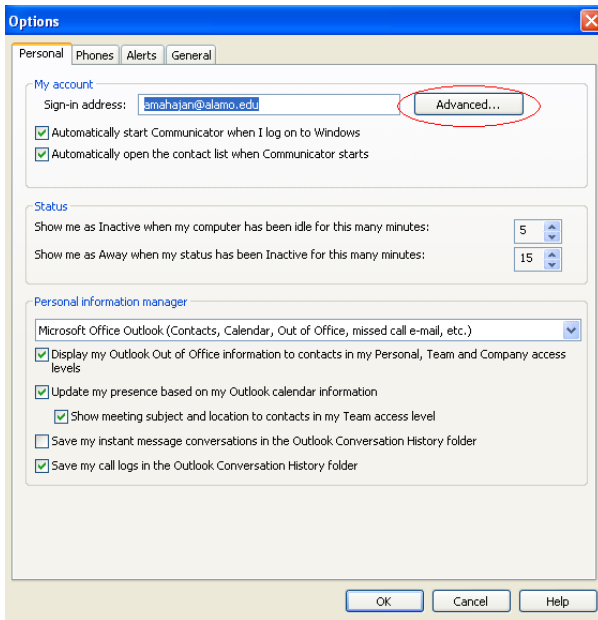 Options
Personal Phones Alerts General
My account
Sign-in address: amahajan@alamo.edu Advanced...
Automatically start Communicator when I log on to Windows
Automatically open the contact list when Communicator starts
Status
Show me as Inactive when my computer has been idle for this many minutes: 5
Show me as Away when my status has been Inactive for this many minutes: 15
Personal information manager
Microsoft Office Outlook (Contacts, Calendar, Out of Office, missed call e-mail, etc.)
Display my Outlook Out of Office information to contacts in my Personal, Team and Company access
levels
Update my presence based on my Outlook calendar information
Show meeting subject and location to contacts in my Team access level
Save my instant message conversations in the Outlook Conversation History folder
Save my call logs in the Outlook Conversation History folder
OK Cancel Help